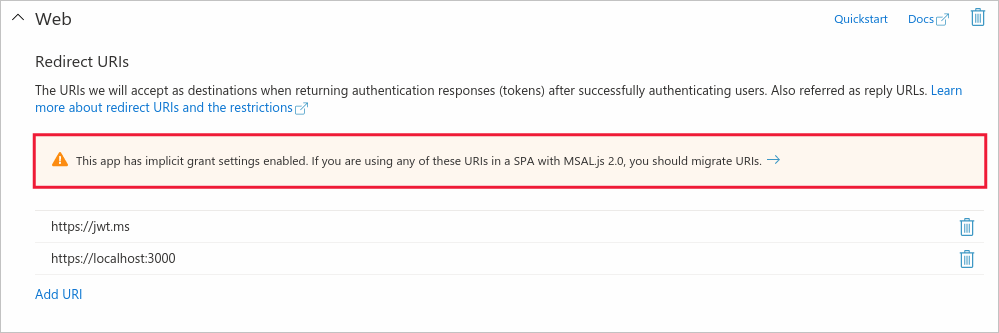 Web
Quickstart
Docs
Redirect URIs
The URIs we will accept as destinations when returning authentication responses (tokens) after successfully authenticating users. Also referred as reply URLs. Learn
more about redirect URIs and the restrictions
This app has implicit grant settings enabled. If you are using any of these URIs in a SPA with MSAL.js 2.0, you should migrate URIs.
https://jwt.ms
https://localhost:3000
Add URI